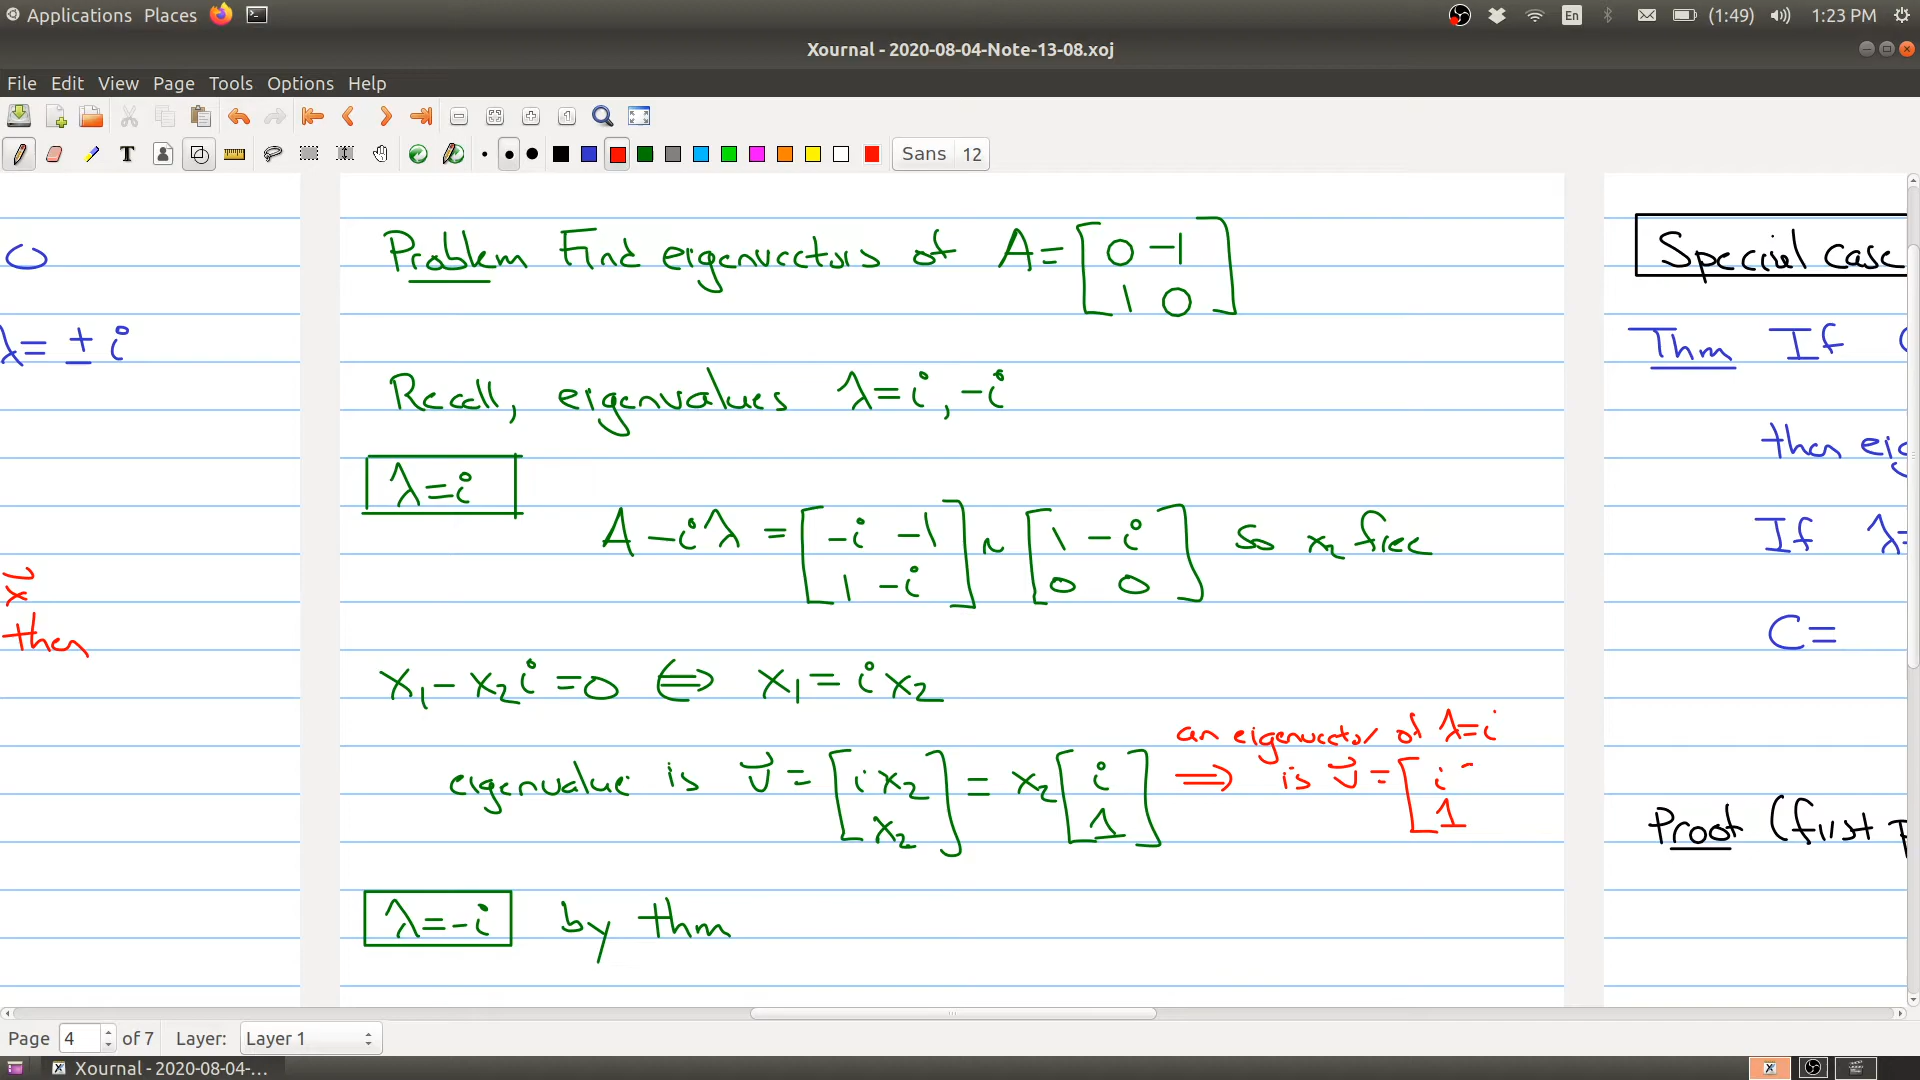 Applications Places En (1:49) 1:23 PM
Xournal - 2020-08-04-Note-13-08.xoj
File Edit View Page Tools Options Help
Sans 12
λ= ± i
x⃗
then
Problem Find eigenvectors of A = [0 -1
1 0]
Recall, eigenvalues λ=i, -i
λ=i
A - iλ = [-i -1 ~ [1 -i so x₂ free
1 -i] 0 0]
x₁ - x₂i = 0 ⟺ x₁ = ix₂
an eigenvector of λ=i
eigenvalue is v⃗ = [ix₂ = x₂ [i ⟹ is v⃗ = [i
x₂] 1] 1
λ=-i by thm
Special Case
Thm If
then eig
If λ=
C=
Proof (first p
Page 4 of 7 Layer: Layer 1
Xournal - 2020-08-04-...